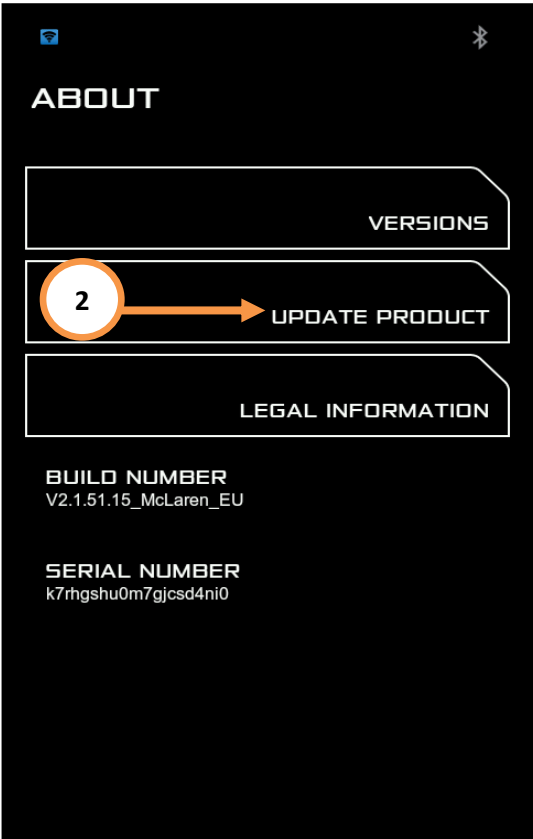 ABOUT
VERSIONS
2
UPDATE PRODUCT
LEGAL INFORMATION
BUILD NUMBER
V2.1.51.15_McLaren_EU
SERIAL NUMBER
k7rhgshu0m7gjcsd4ni0